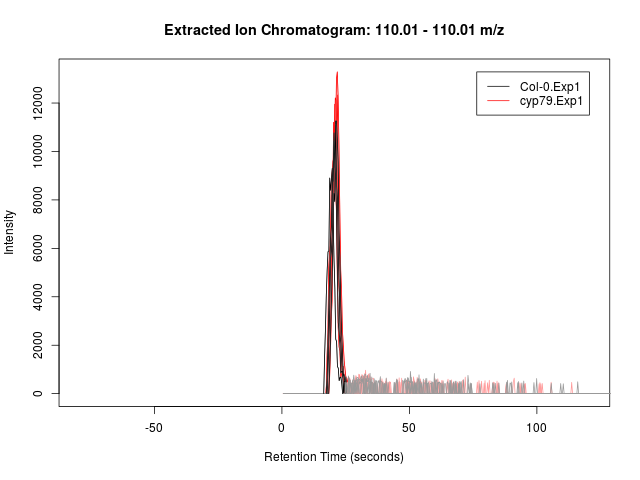 Extracted Ion Chromatogram: 110.01 - 110.01 m/z
Col-0.Exp1
cyp79.Exp1
Intensity
12000
10000
8000
6000
4000
2000
0
-50
0
50
100
Retention Time (seconds)